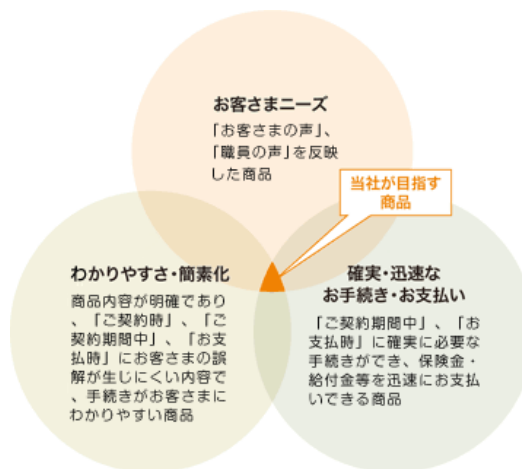 お客さまニーズ
「お客さまの声」、
「職員の声」を反映
した商品
当社が目指す
商品
わかりやすさ・簡素化
商品内容が明確であり
、「ご契約時」、「ご
契約期間中」、「お支
払時」にお客さまの誤
解が生じにくい内容で
、手続きがお客さまに
わかりやすい商品
確実・迅速な
お手続き・お支払い
「ご契約期間中」、「お
支払時」に確実に必要な
手続きができ、保険金・
給付金等を迅速にお支払
いできる商品